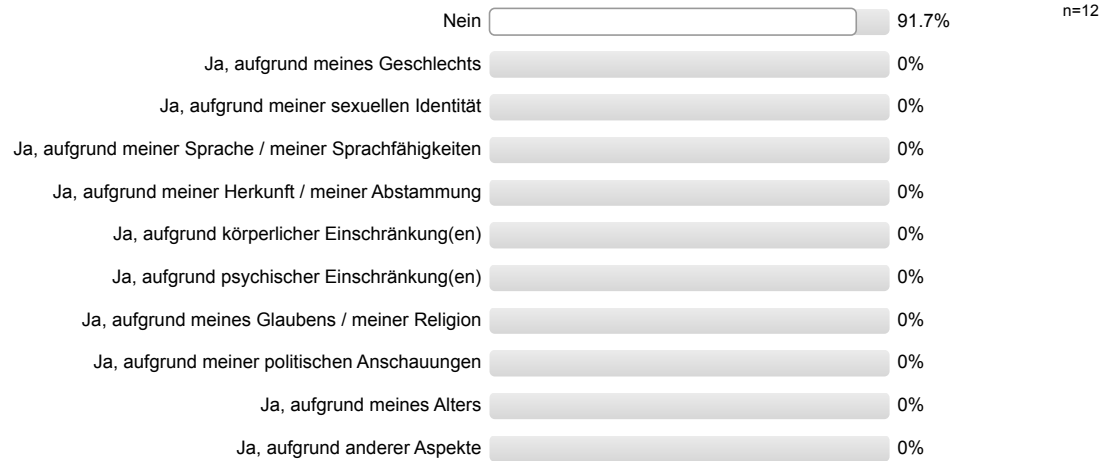 Nein 91.7% n=12
Ja, aufgrund meines Geschlechts 0%
Ja, aufgrund meiner sexuellen Identität 0%
Ja, aufgrund meiner Sprache / meiner Sprachfähigkeiten 0%
Ja, aufgrund meiner Herkunft / meiner Abstammung 0%
Ja, aufgrund körperlicher Einschränkung(en) 0%
Ja, aufgrund psychischer Einschränkung(en) 0%
Ja, aufgrund meines Glaubens / meiner Religion 0%
Ja, aufgrund meiner politischen Anschauungen 0%
Ja, aufgrund meines Alters 0%
Ja, aufgrund anderer Aspekte 0%